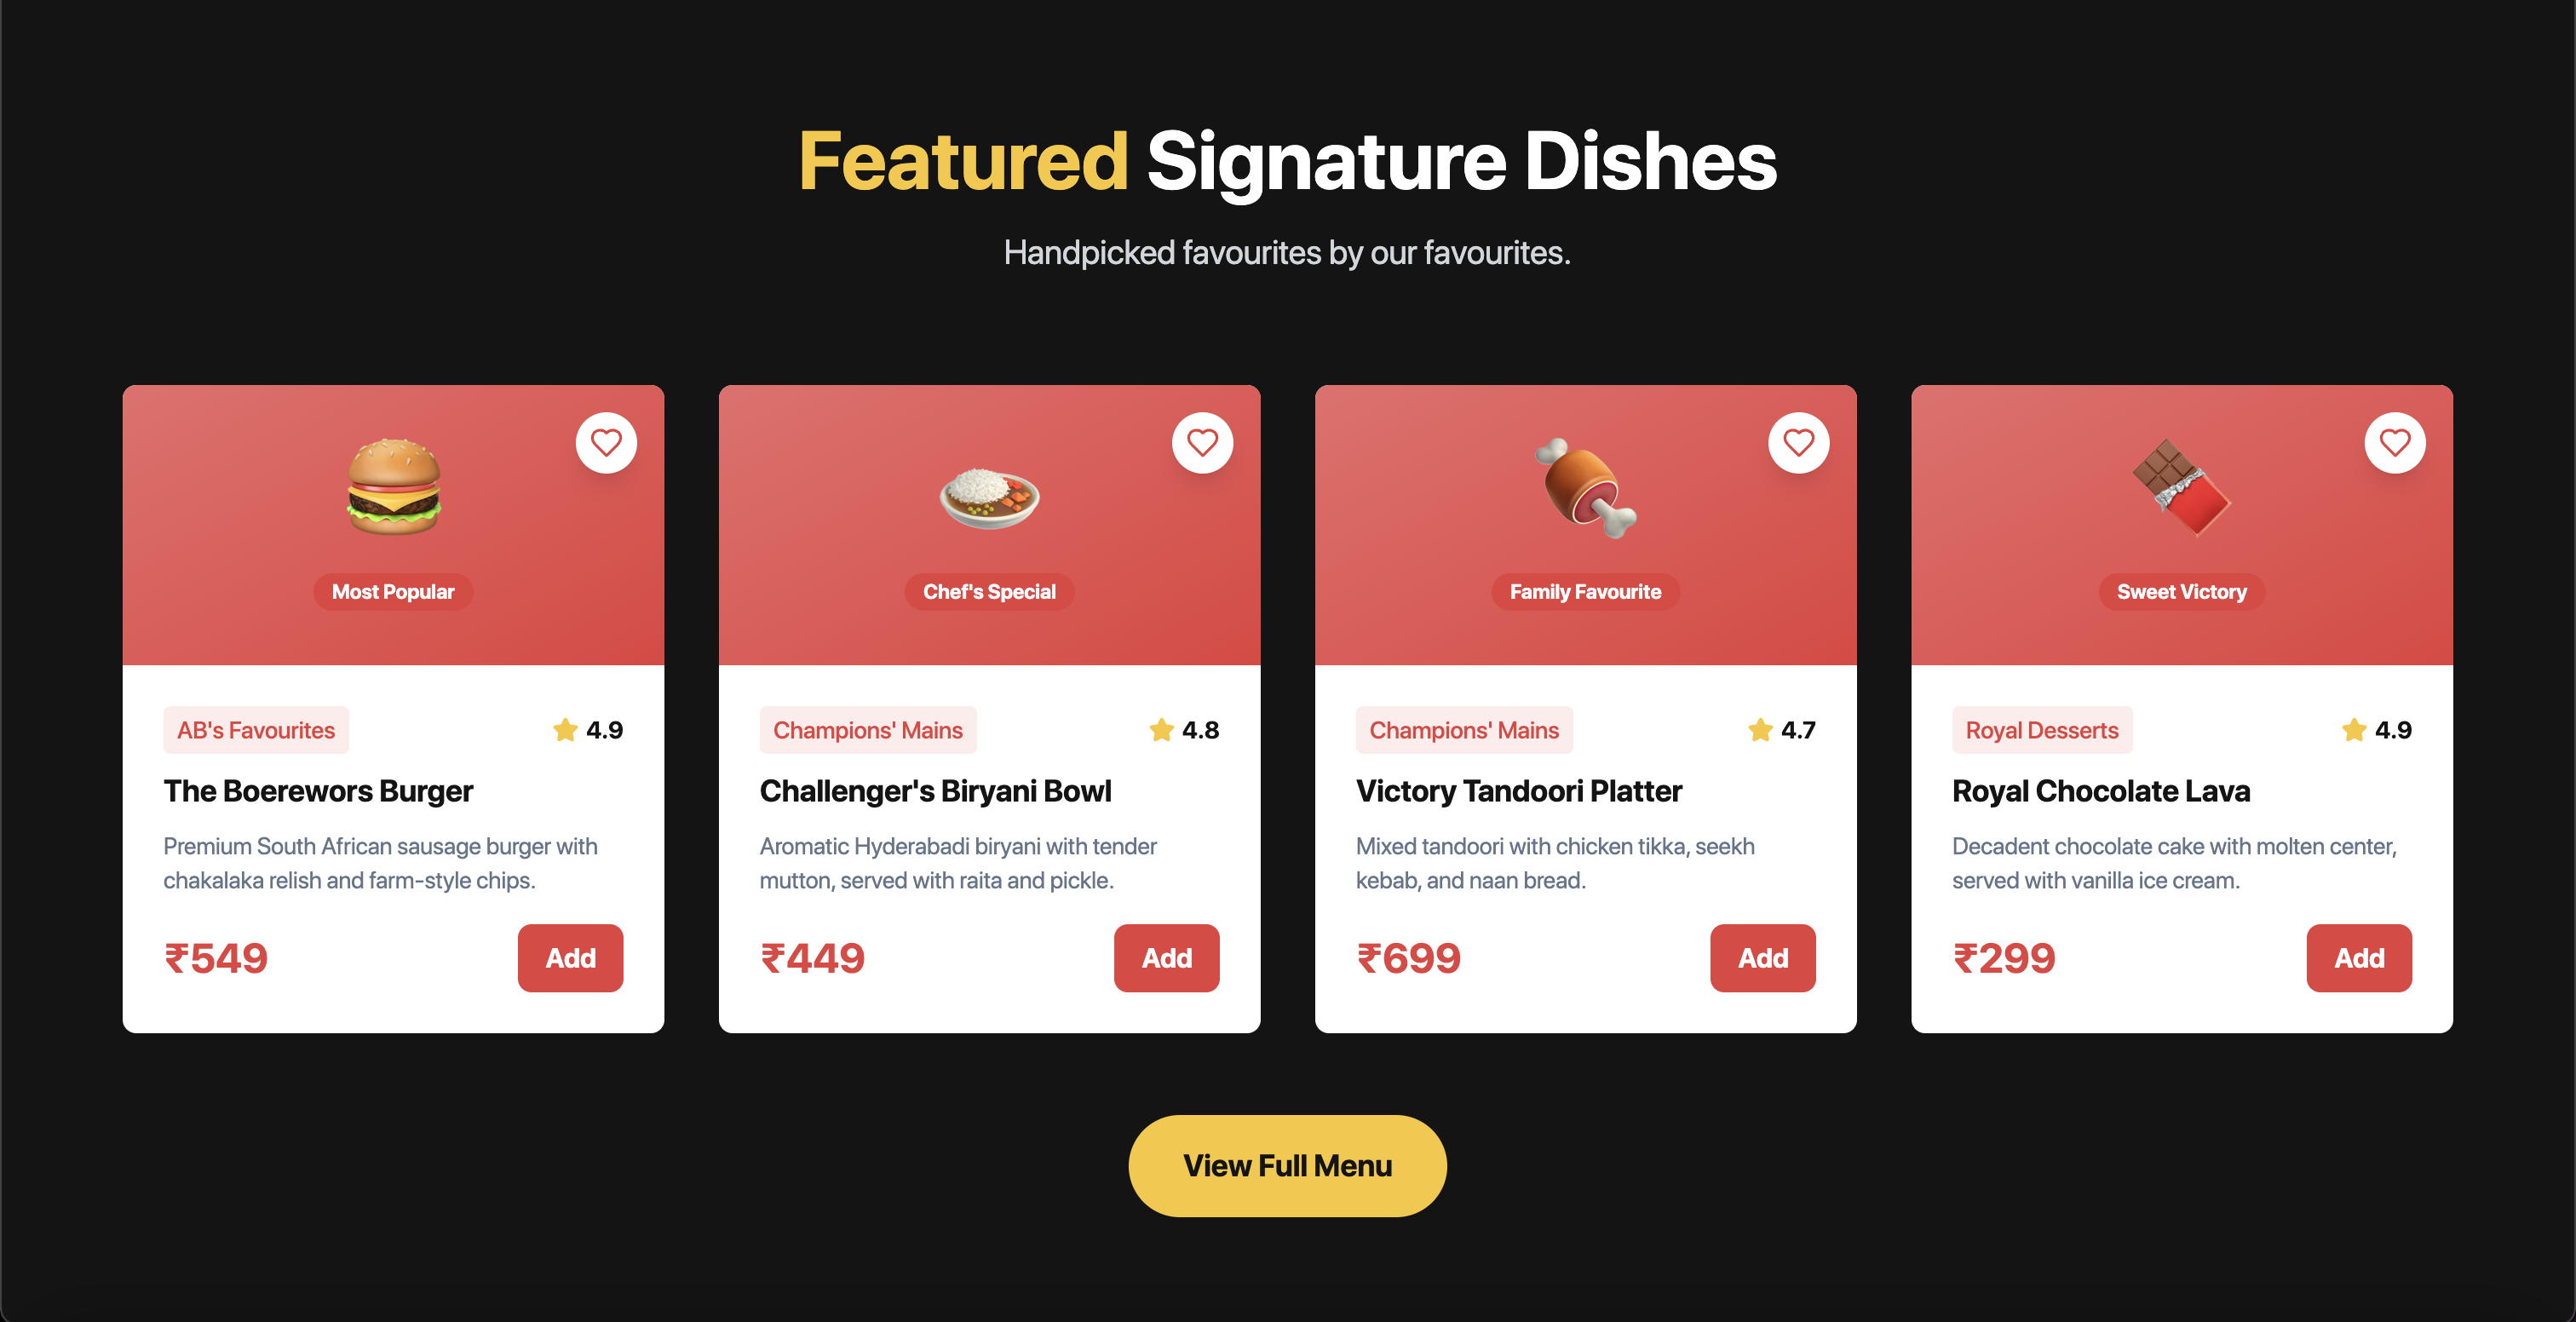 Featured Signature Dishes
Handpicked favourites by our favourites.
Most Popular
AB's Favourites
4.9
The Boerewors Burger
Premium South African sausage burger with
chakalaka relish and farm-style chips.
₹549
Add
Chef's Special
Champions' Mains
4.8
Challenger's Biryani Bowl
Aromatic Hyderabadi biryani with tender
mutton, served with raita and pickle.
₹449
Add
Family Favourite
Champions' Mains
4.7
Victory Tandoori Platter
Mixed tandoori with chicken tikka, seekh
kebab, and naan bread.
₹699
Add
Sweet Victory
Royal Desserts
4.9
Royal Chocolate Lava
Decadent chocolate cake with molten center,
served with vanilla ice cream.
₹299
Add
View Full Menu